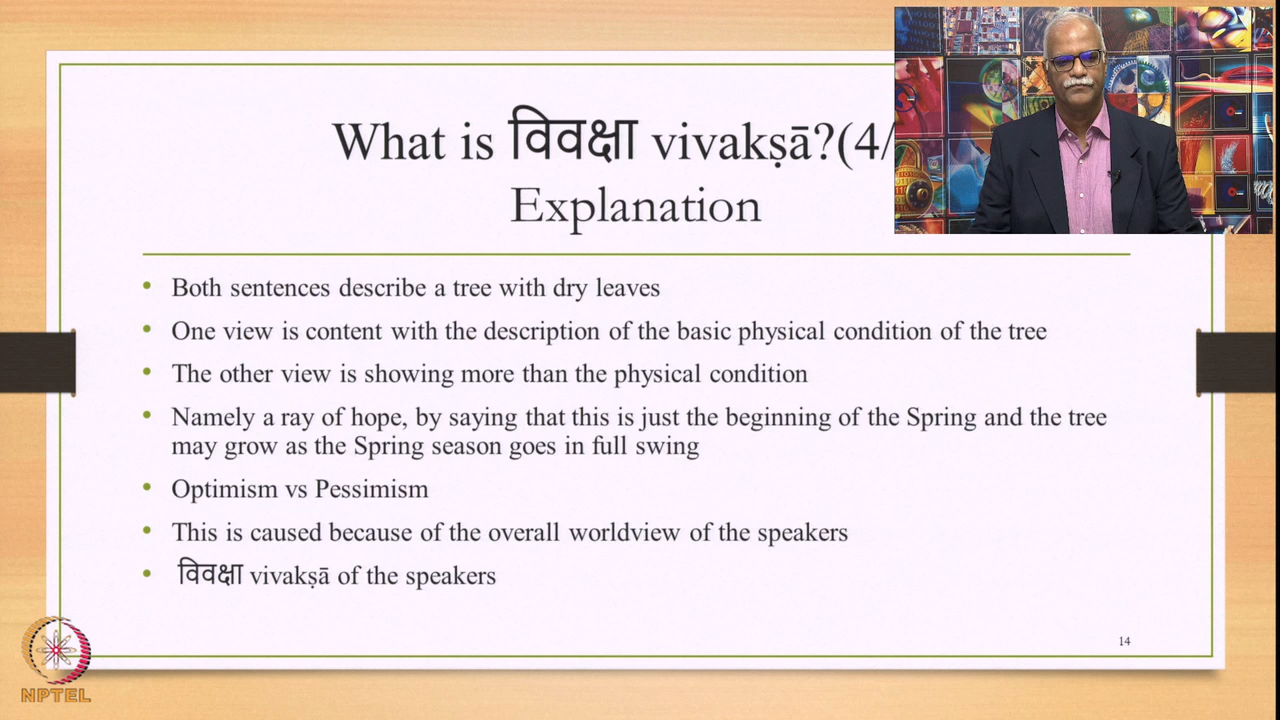 What is विवक्षा vivakṣā?(4/
Explanation
• Both sentences describe a tree with dry leaves
• One view is content with the description of the basic physical condition of the tree
• The other view is showing more than the physical condition
• Namely a ray of hope, by saying that this is just the beginning of the Spring and the tree
may grow as the Spring season goes in full swing
• Optimism vs Pessimism
• This is caused because of the overall worldview of the speakers
• विवक्षा vivakṣā of the speakers
14
NPTEL